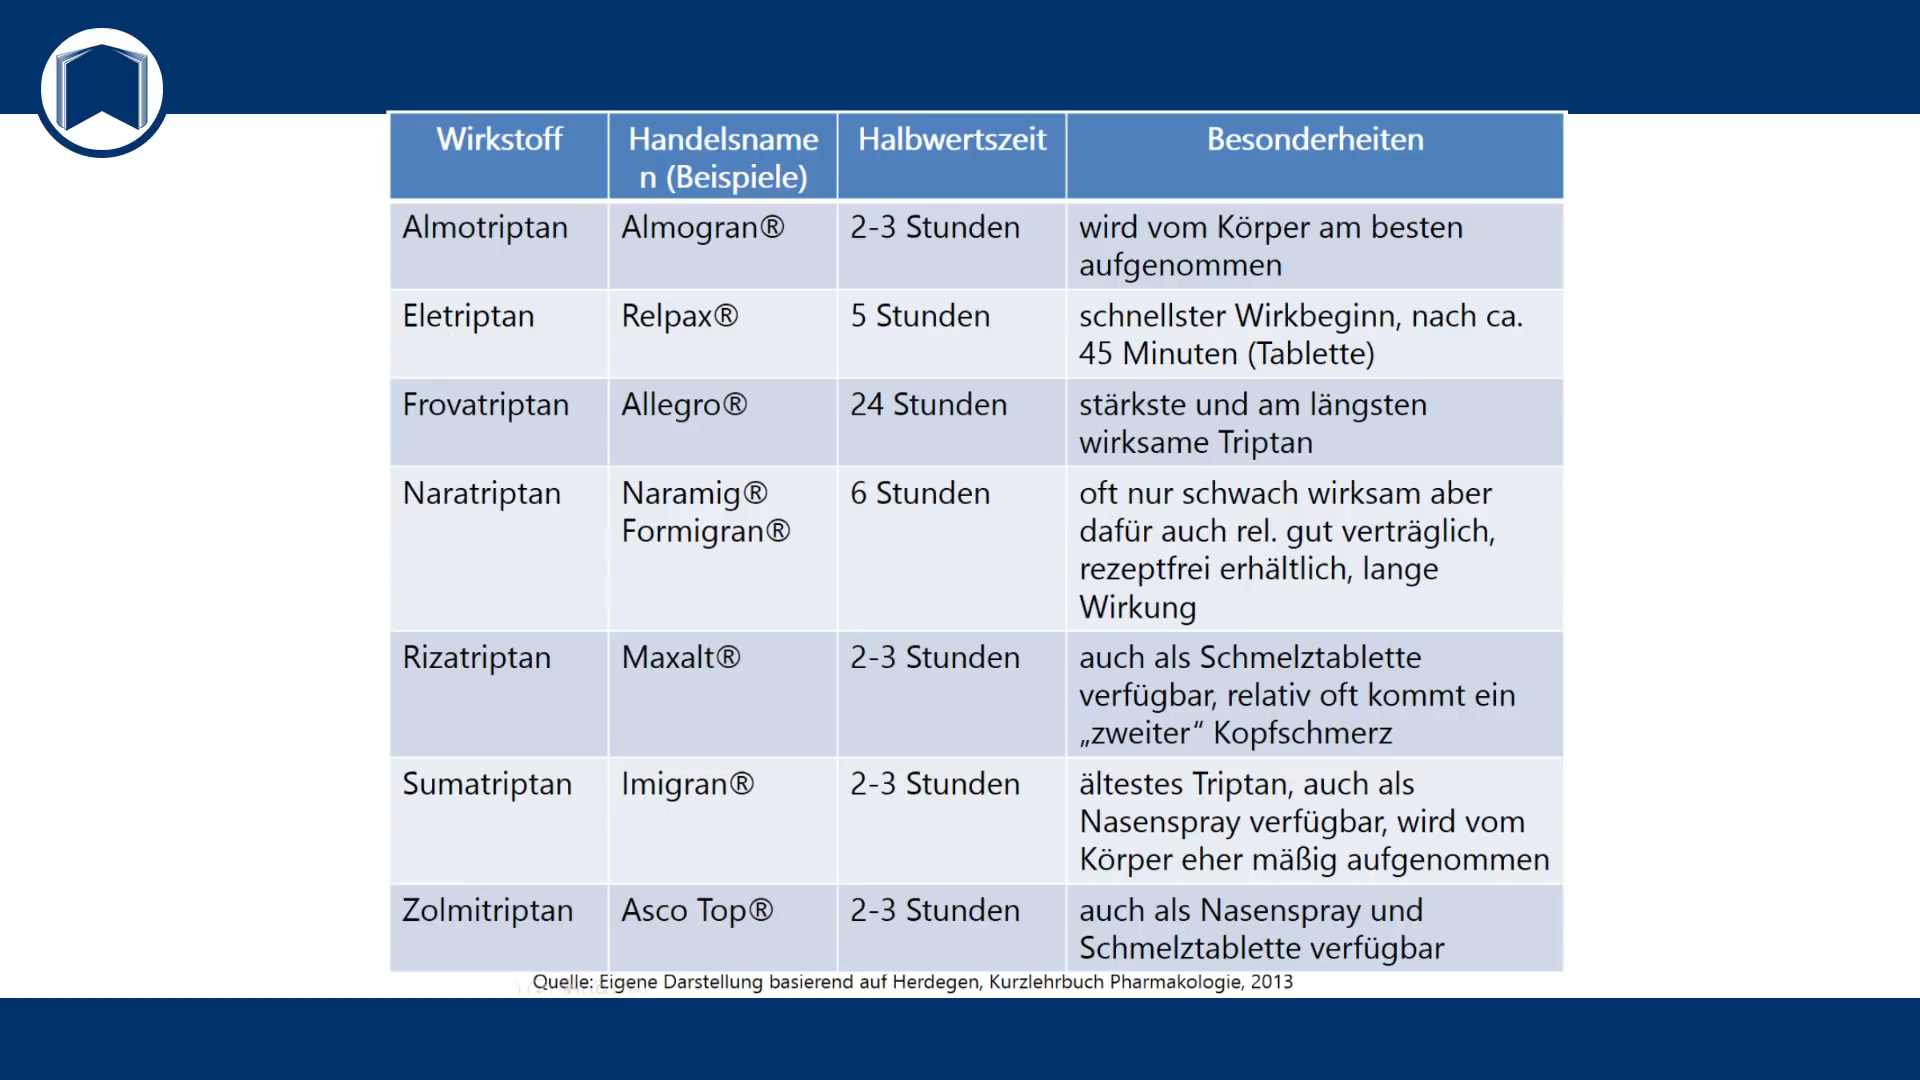 Wirkstoff
Handelsname
n (Beispiele)
Halbwertszeit
Besonderheiten
Almotriptan
Almogran®
2-3 Stunden
wird vom Körper am besten
aufgenommen
Eletriptan
Relpax®
5 Stunden
schnellster Wirkbeginn, nach ca.
45 Minuten (Tablette)
Frovatriptan
Allegro®
24 Stunden
stärkste und am längsten
wirksame Triptan
Naratriptan
Naramig®
Formigran®
6 Stunden
oft nur schwach wirksam aber
dafür auch rel. gut verträglich,
rezeptfrei erhältlich, lange
Wirkung
Rizatriptan
Maxalt®
2-3 Stunden
auch als Schmelztablette
verfügbar, relativ oft kommt ein
„zweiter“ Kopfschmerz
Sumatriptan
Imigran®
2-3 Stunden
ältestes Triptan, auch als
Nasenspray verfügbar, wird vom
Körper eher mäßig aufgenommen
Zolmitriptan
Asco Top®
2-3 Stunden
auch als Nasenspray und
Schmelztablette verfügbar
Quelle: Eigene Darstellung basierend auf Herdegen, Kurzlehrbuch Pharmakologie, 2013